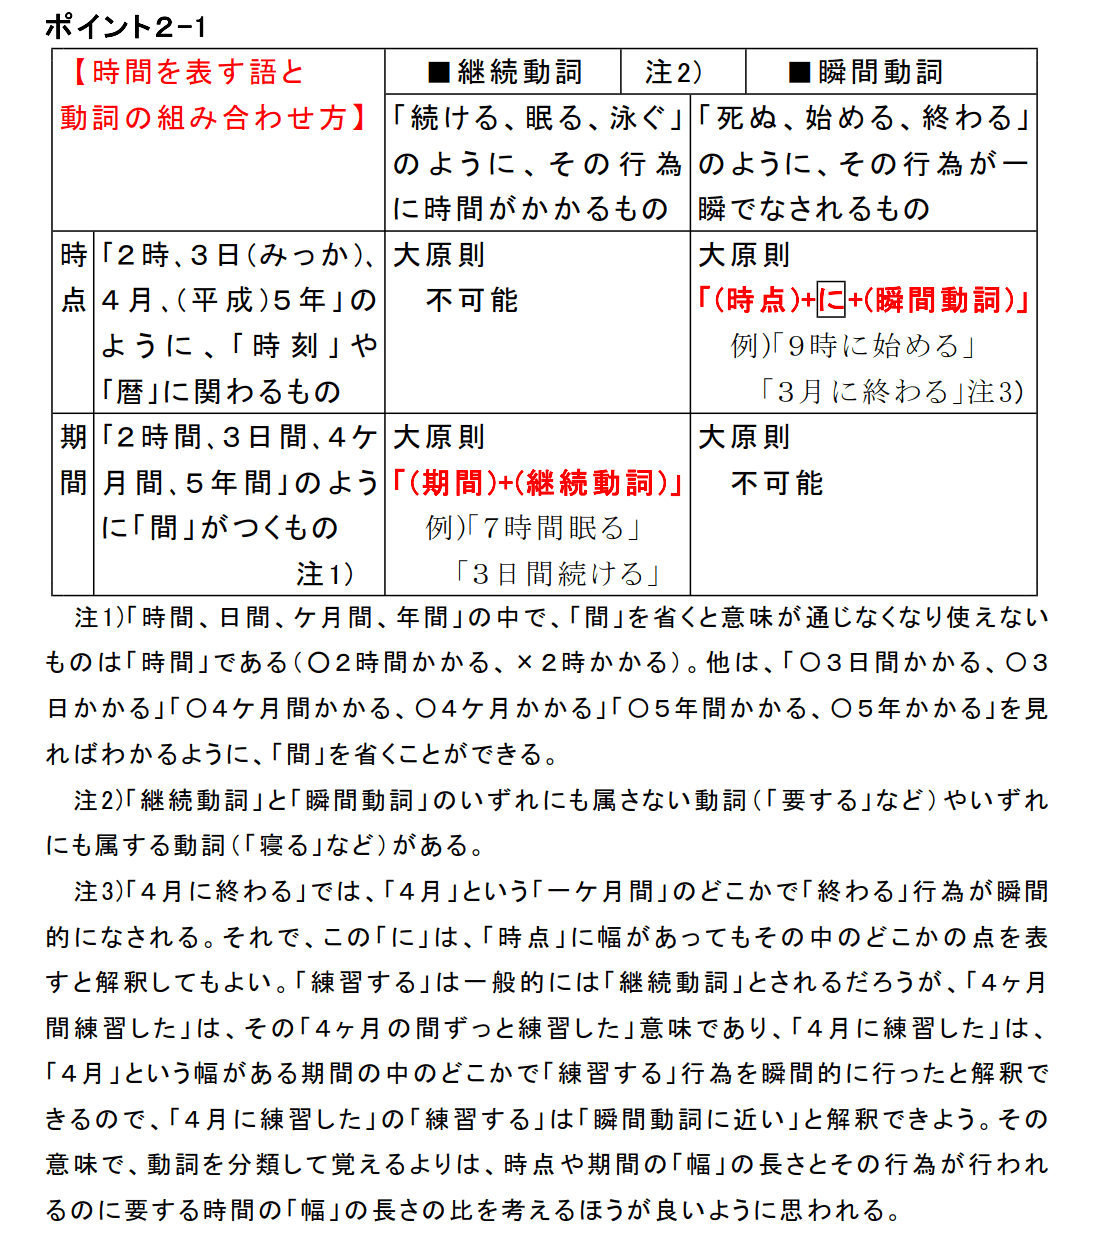 ポイント2-1
【時間を表す語と
動詞の組み合わせ方】
■継続動詞
注2)
■瞬間動詞
「続ける、眠る、泳ぐ」
のように、その行為
に時間がかかるもの
「死ぬ、始める、終わる」
のように、その行為が一
瞬でなされるもの
時
点
「2時、3日(みっか)、
4月、(平成)5年」の
ように、「時刻」や
「暦」に関わるもの
大原則
不可能
大原則
「(時点)+に+(瞬間動詞)」
例)「9時に始める」
「3月に終わる」注3)
期
間
「2時間、3日間、4ケ
月間、5年間」のよう
に「間」がつくもの
注1)
大原則
「(期間)+(継続動詞)」
例)「7時間眠る」
「3日間続ける」
大原則
不可能
注1)「時間、日間、ケ月間、年間」の中で、「間」を省くと意味が通じなくなり使えない
ものは「時間」である(〇2時間かかる、×2時かかる)。他は、「〇3日間かかる、〇3
日かかる」「〇4ケ月間かかる、〇4ケ月かかる」「〇5年間かかる、〇5年かかる」を見
ればわかるように、「間」を省くことができる。
注2)「継続動詞」と「瞬間動詞」のいずれにも属さない動詞(「要する」など)やいずれ
にも属する動詞(「寝る」など)がある。
注3)「4月に終わる」では、「4月」という「一ケ月間」のどこかで「終わる」行為が瞬間
的になされる。それで、この「に」は、「時点」に幅があってもその中のどこかの点を表
すと解釈してもよい。「練習する」は一般的には「継続動詞」とされるだろうが、「4ヶ月
間練習した」は、その「4ヶ月の間ずっと練習した」意味であり、「4月に練習した」は、
「4月」という幅がある期間の中のどこかで「練習する」行為を瞬間的に行ったと解釈で
きるので、「4月に練習した」の「練習する」は「瞬間動詞に近い」と解釈できよう。その
意味で、動詞を分類して覚えるよりは、時点や期間の「幅」の長さとその行為が行われ
るのに要する時間の「幅」の長さの比を考えるほうが良いように思われる。